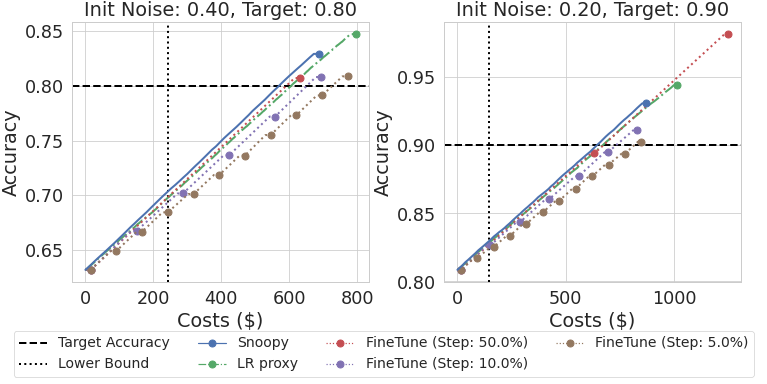 Init Noise: 0.40, Target: 0.80
0.85
0.80
0.75
0.70
0.65
Accuracy
0 200 400 600 800
Costs ($)
Init Noise: 0.20, Target: 0.90
0.95
0.90
0.85
0.80
Accuracy
0 500 1000
Costs ($)
Target Accuracy Snoopy FineTune (Step: 50.0%) FineTune (Step: 5.0%)
Lower Bound LR proxy FineTune (Step: 10.0%)